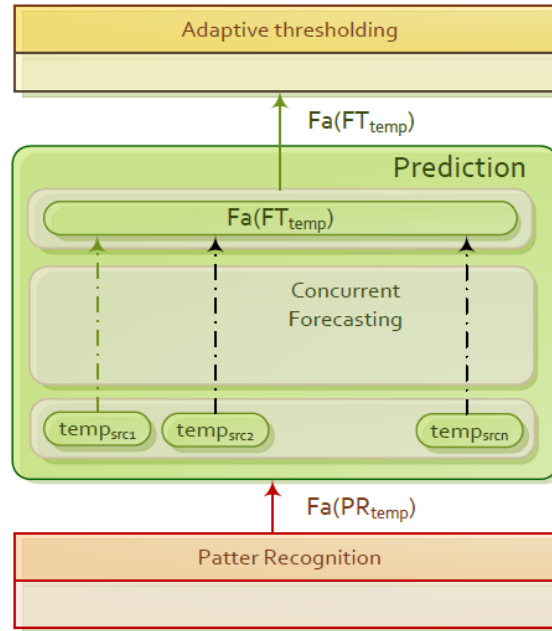 Adaptive thresholding
Fa(FTtemp)
Prediction
Fa(FTtemp)
Concurrent
Forecasting
tempsrc1 tempsrc2 tempsrcn
Fa(PRtemp)
Patter Recognition